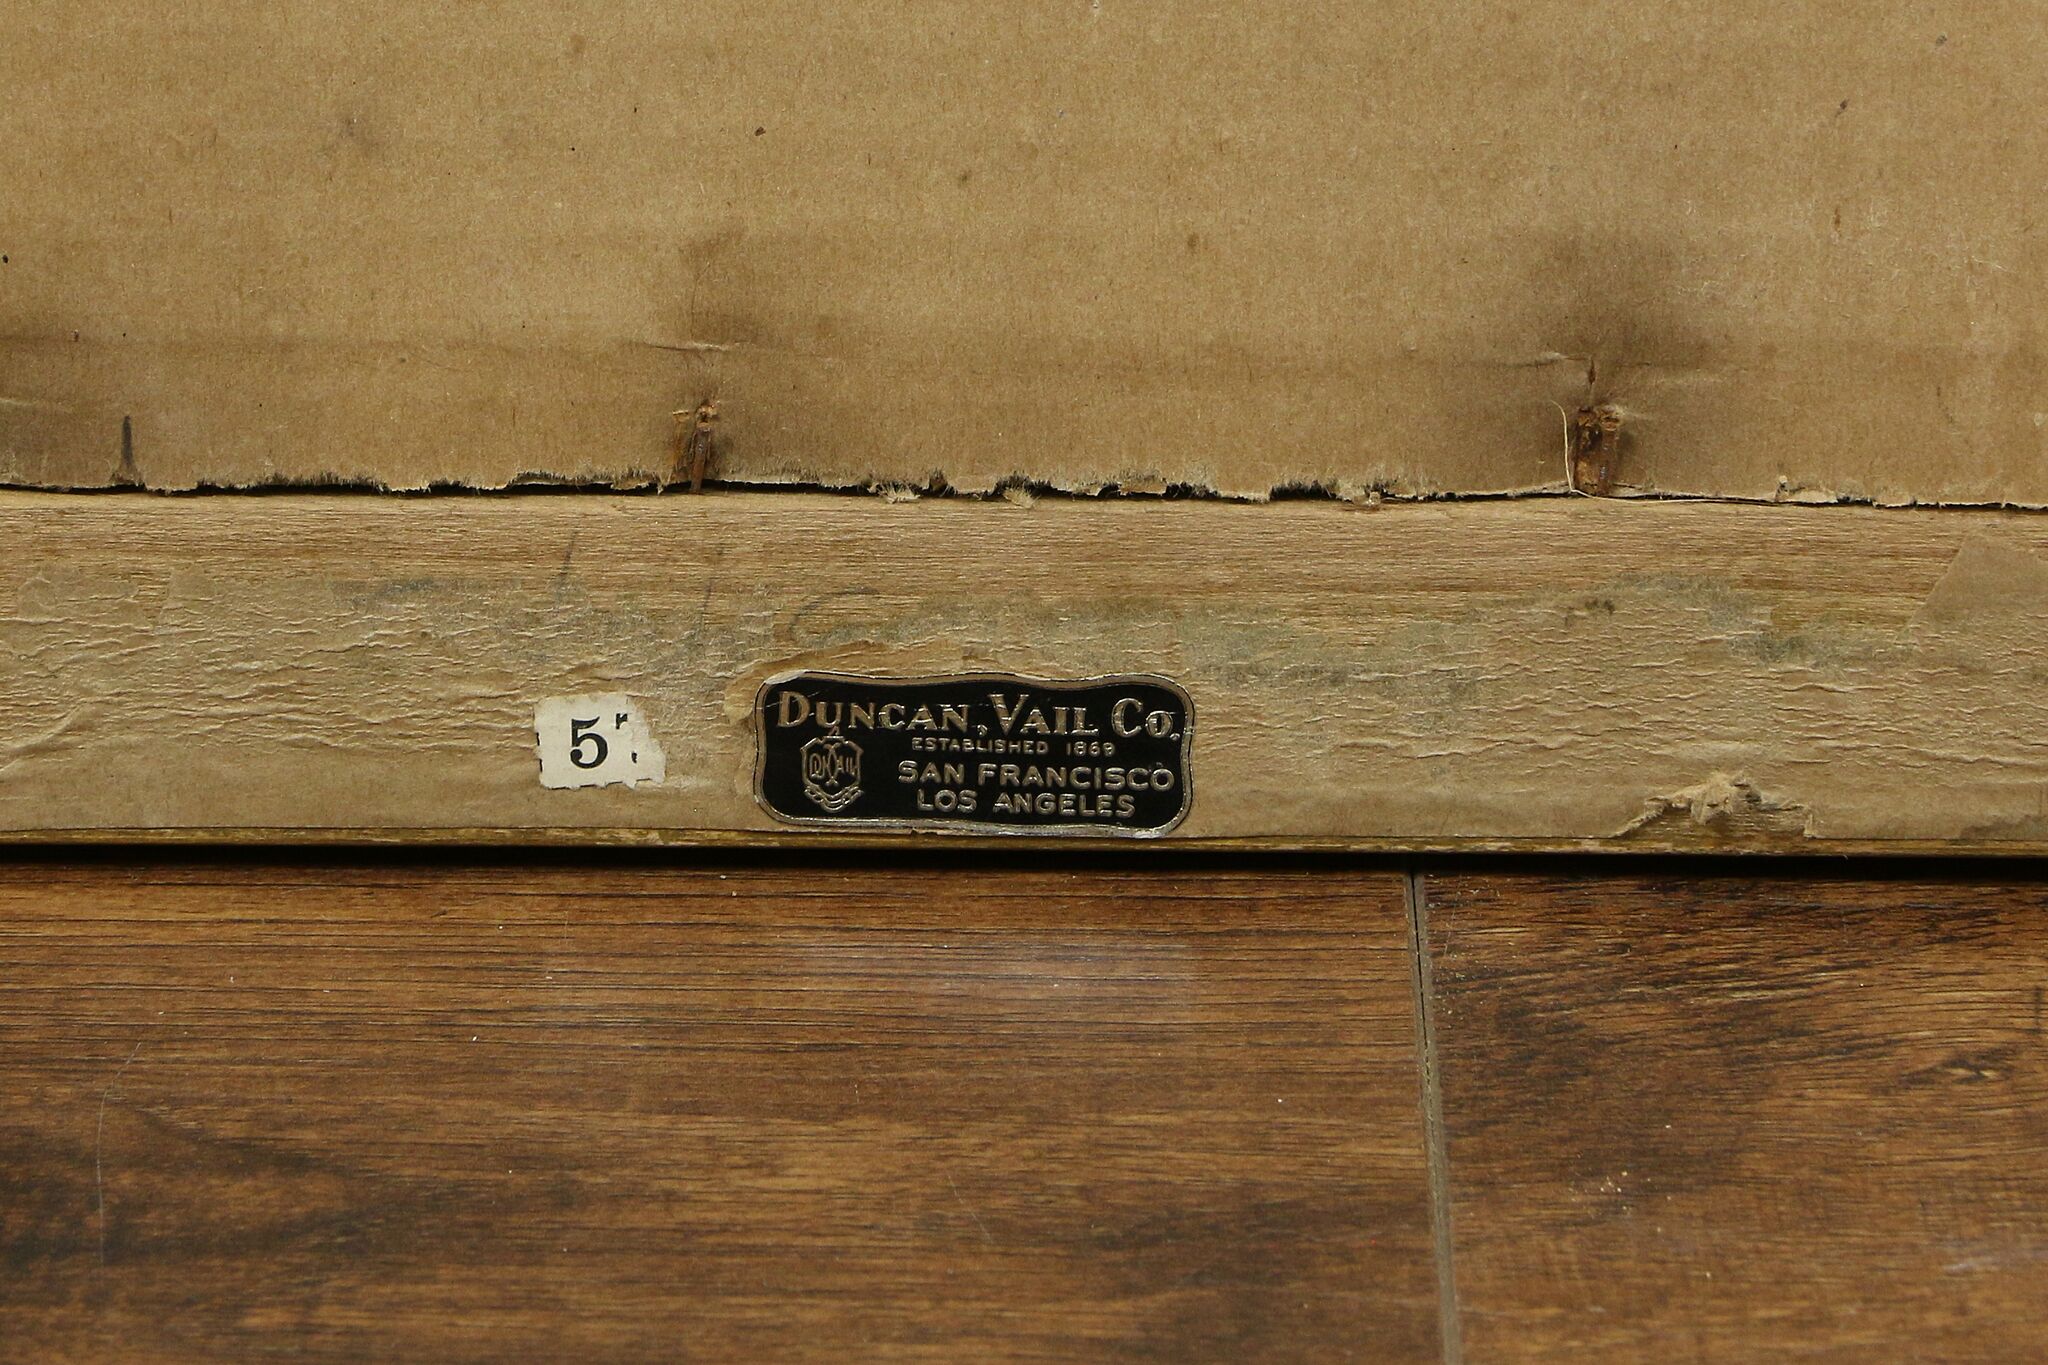 5
DUNCAN, VAIL CO.
ESTABLISHED 1869
SAN FRANCISCO
LOS ANGELES